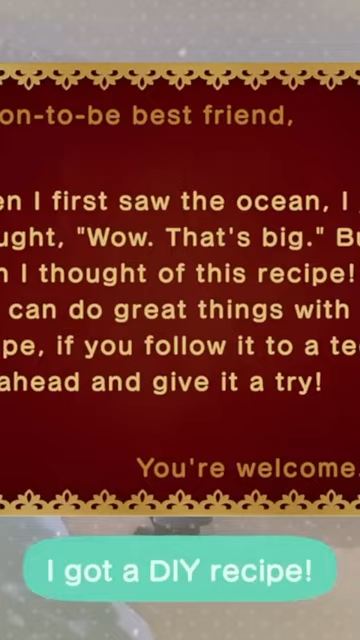 on-to-be best friend,
en I first saw the ocean, I
ught, "Wow. That's big." Bu
n I thought of this recipe!
can do great things with
pe, if you follow it to a te
ahead and give it a try!
You're welcome.
I got a DIY recipe!